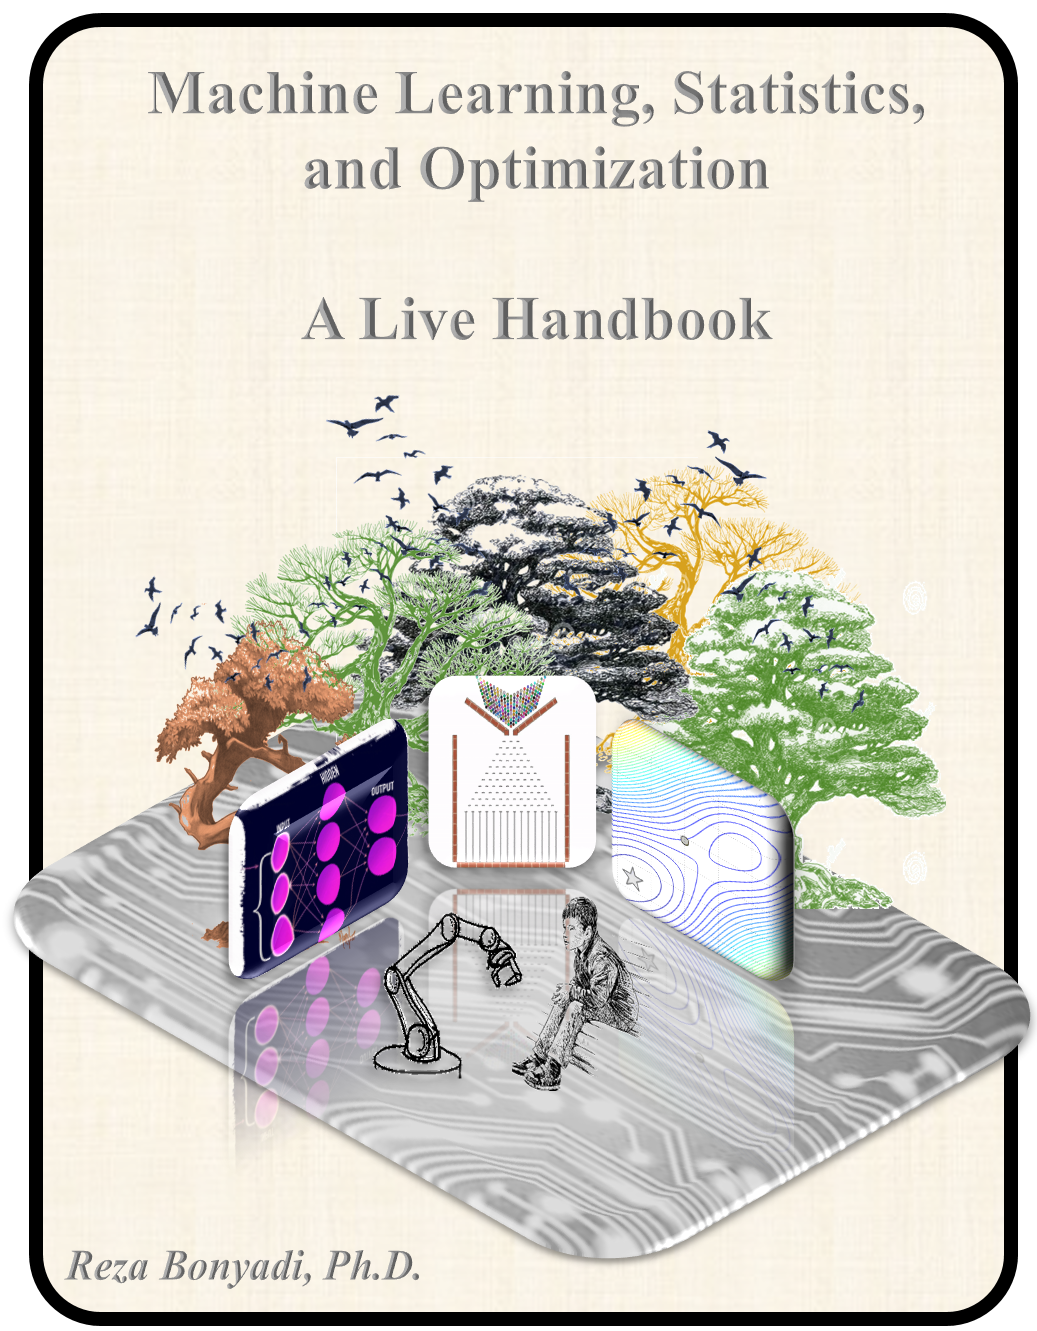 Machine Learning, Statistics,
and Optimization
A Live Handbook
HIDDEN
OUTPUT
INPUT
Reza Bonyadi, Ph.D.